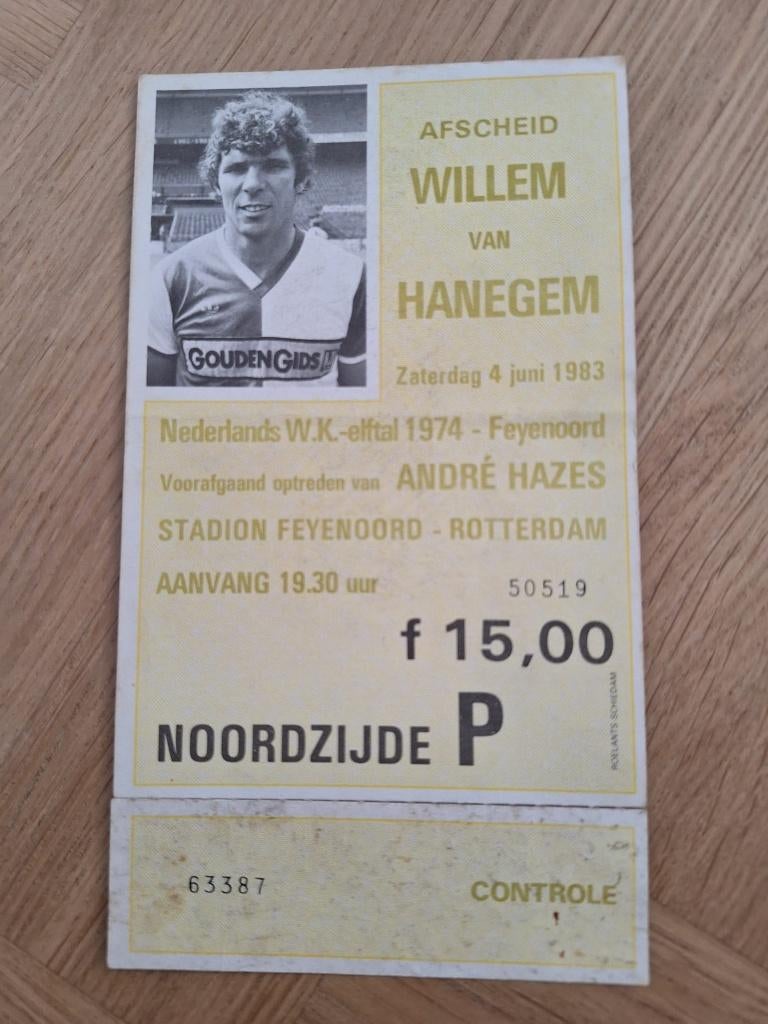 AFSCHEID
WILLEM
VAN
HANEGEM
Zaterdag 4 juni 1983
GOUDEN GIDS
Nederlands W.K.-elftal 1974 - Feyenoord
Voorafgaand optreden van ANDRÉ HAZES
STADION FEYENOORD - ROTTERDAM
AANVANG 19.30 uur
50519
f 15,00
NOORDZIJDE P
ROELANTS SCHIEDAM
63387
CONTROLE